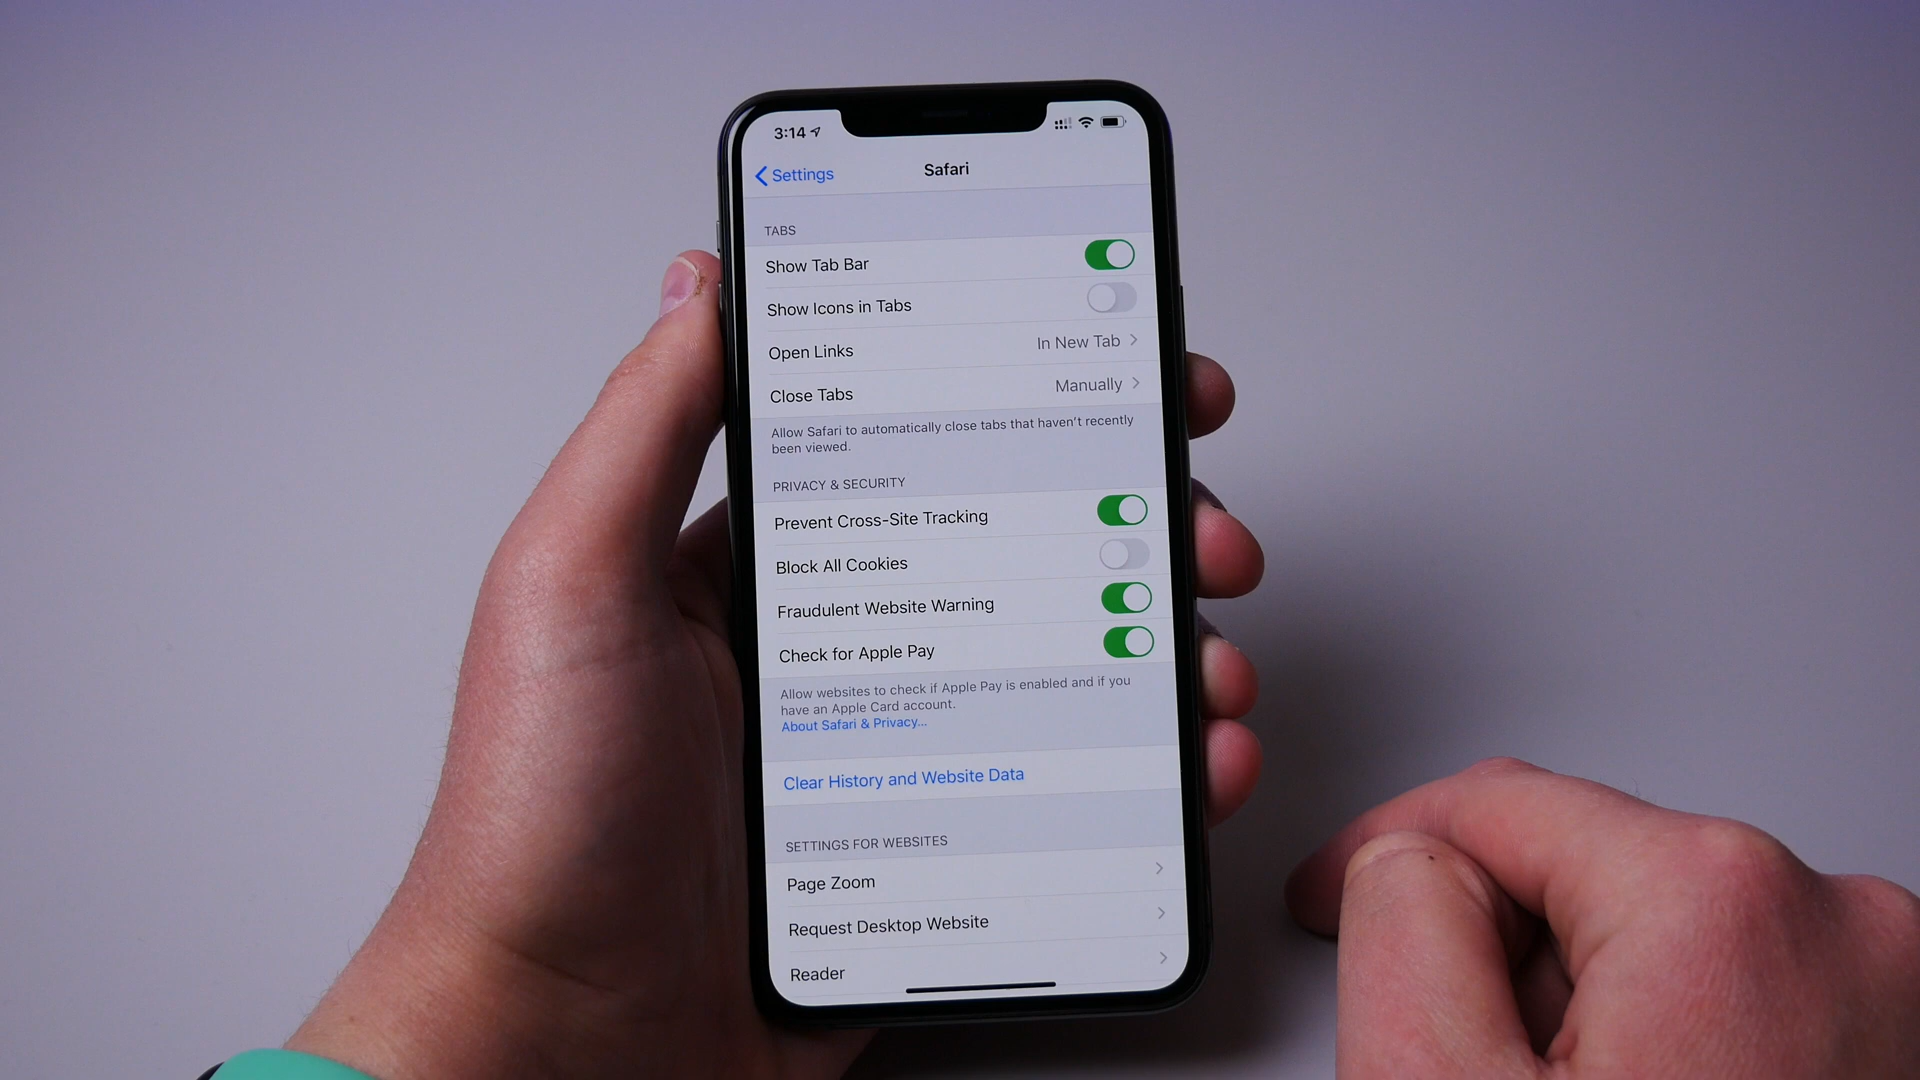 3:14
Settings
Safari
TABS
Show Tab Bar
Show Icons in Tabs
Open Links In New Tab
Close Tabs Manually
Allow Safari to automatically close tabs that haven't recently
been viewed.
PRIVACY & SECURITY
Prevent Cross-Site Tracking
Block All Cookies
Fraudulent Website Warning
Check for Apple Pay
Allow websites to check if Apple Pay is enabled and if you
have an Apple Card account.
About Safari & Privacy...
Clear History and Website Data
SETTINGS FOR WEBSITES
Page Zoom
Request Desktop Website
Reader